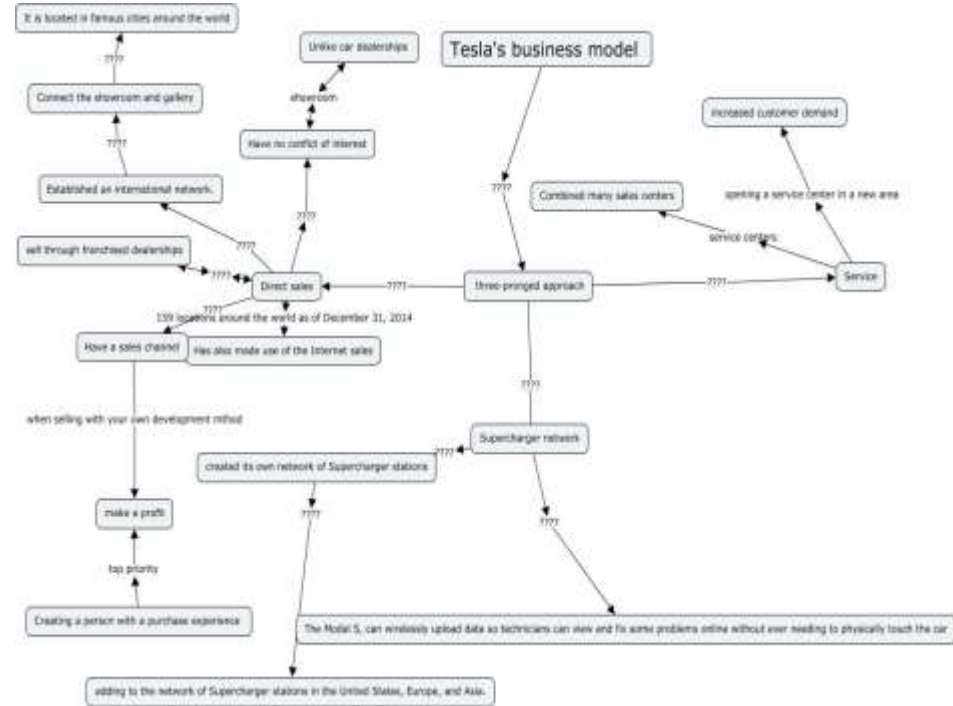 It is located in famous cities around the world
Unlike car dealerships
Tesla's business model
????
Connect the showroom and gallery
showroom
increased customer demand
Have no confict of interest
????
Established an international network.
????
Combined many sales centers
opening a service center in a new area
????
service centers
sell through franchised dealerships
????
????
Direct sales
????
three-pronged approach
????
Service
????
159 locations around the world as of December 31, 2014
Have a sales channel
Has also made use of the Internet sales
????
when selling with your own development mthod
Supercharger network
????
created its own network of Supercharger stations
make a profit
????
????
top priority
Creating a person with a purchase experience
The Model S, can wirelessly upload data so technicians can view and fix some problems online without ever needing to physically touch the car
adding to the network of Supercharger stations in the United States, Europe, and Asia.